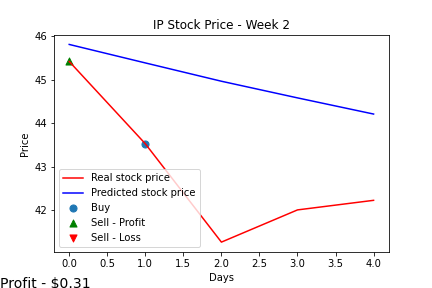 IP Stock Price - Week 2
46
45
44
43
42
Price
Real stock price
Predicted stock price
Buy
Sell - Profit
Sell - Loss
0.0 0.5 1.0 1.5 2.0 2.5 3.0 3.5 4.0
Days
Profit - $0.31